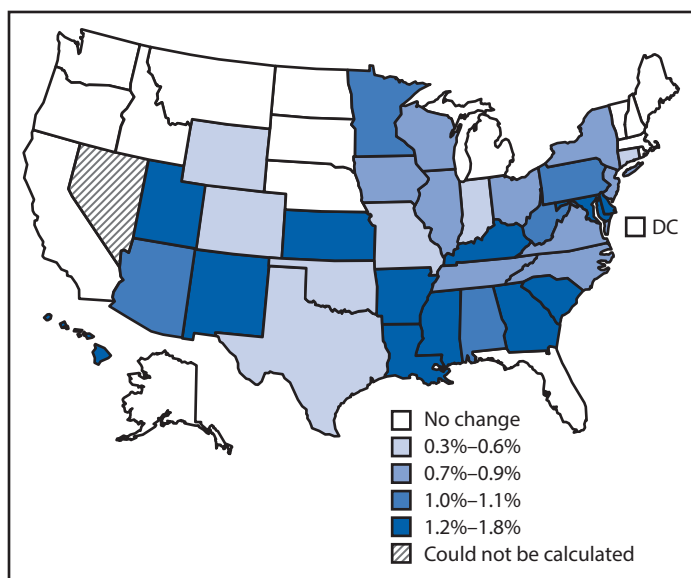 DC
No change
0.3%–0.6%
0.7%–0.9%
1.0%–1.1%
1.2%–1.8%
Could not be calculated